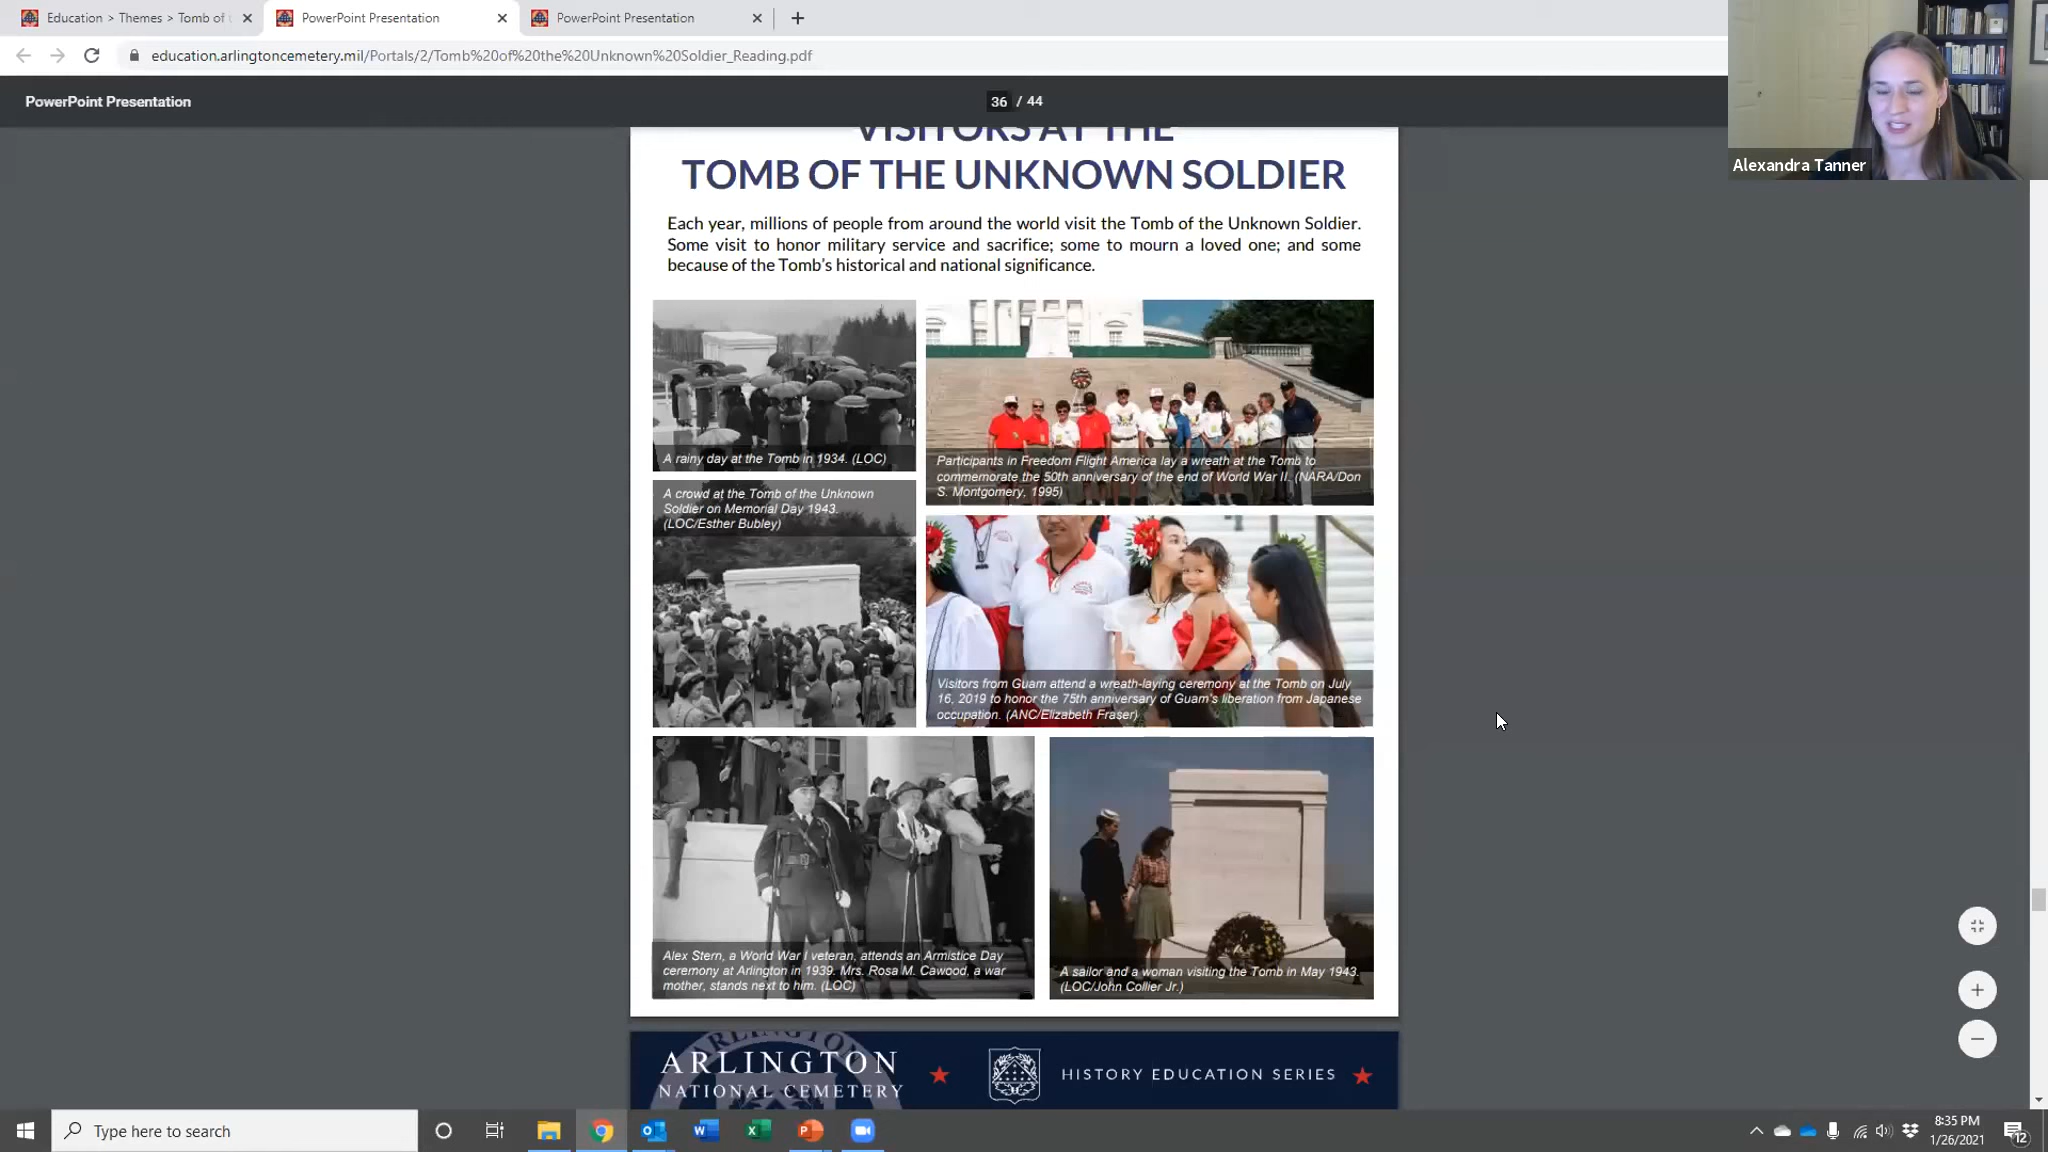 Education > Themes > Tomb of t
PowerPoint Presentation
PowerPoint Presentation
education.arlingtoncemetery.mil/Portals/2/Tomb%20of%20the%20Unknown%20Soldier_Reading.pdf
PowerPoint Presentation
36 / 44
Alexandra Tanner
VISITORS AT THE
TOMB OF THE UNKNOWN SOLDIER
Each year, millions of people from around the world visit the Tomb of the Unknown Soldier.
Some visit to honor military service and sacrifice; some to mourn a loved one; and some
because of the Tomb's historical and national significance.
A rainy day at the Tomb in 1934. (LOC)
Participants in Freedom Flight America lay a wreath at the Tomb to
commemorate the 50th anniversary of the end of World War II. (NARA/Don
S. Montgomery, 1995)
A crowd at the Tomb of the Unknown
Soldier on Memorial Day 1943.
(LOC/Esther Bubley)
Visitors from Guam attend a wreath-laying ceremony at the Tomb on July
16, 2019 to honor the 75th anniversary of Guam's liberation from Japanese
occupation. (ANC/Elizabeth Fraser)
Alex Stern, a World War I veteran, attends an Armistice Day
ceremony at Arlington in 1939. Mrs. Rosa M. Cawood, a war
mother, stands next to him. (LOC)
A sailor and a woman visiting the Tomb in May 1943.
(LOC/John Collier Jr.)
ARLINGTON
NATIONAL CEMETERY
HISTORY EDUCATION SERIES
Type here to search
8:35 PM
1/26/2021
12